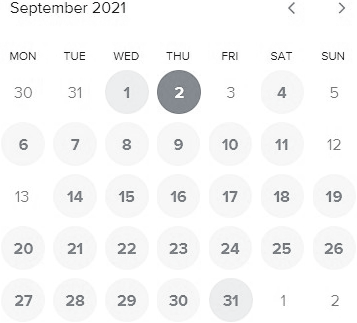 September 2021
MON TUE WED THU FRI SAT SUN
30 31 1 2 3 4 5
6 7 8 9 10 11 12
13 14 15 16 17 18 19
20 21 22 23 24 25 26
27 28 29 30 31 1 2